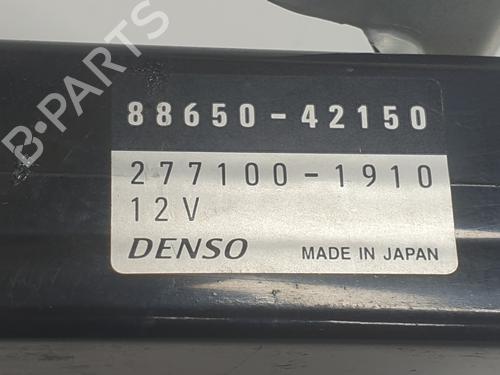 88650-42150
277100-1910
12V
DENSO MADE IN JAPAN
B-PARTS